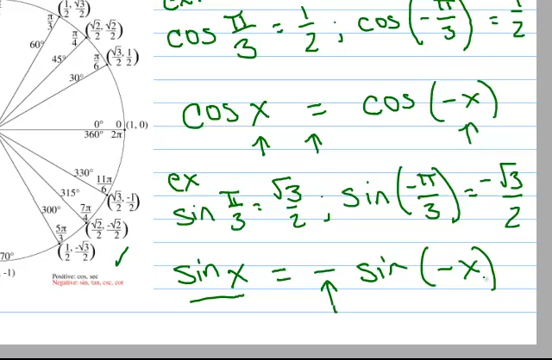 (1/2, √3/2)
π/3
cos π/3 = 1/2 ; cos(-π/3) = 1/2
π/4 (√2/2, √2/2)
60°
45° π/6 (√3/2, 1/2)
30°
cos x = cos (-x)
0° 0 (1, 0)
360° 2π
330° 11π/6 (√3/2, -1/2)
ex
sin π/3 = √3/2 ; sin(-π/3) = -√3/2
315° 7π/4 (√2/2, -√2/2)
300° 5π/3 (1/2, -√3/2)
sin x = - sin (-x)
70°
, -1)
Positive: cos, sec
Negative: sin, tan, csc, cot